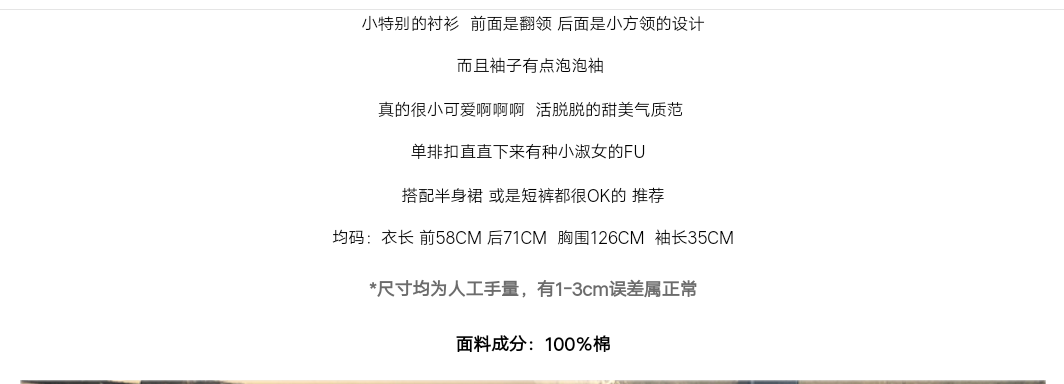 小特别的衬衫  前面是翻领 后面是小方领的设计
而且袖子有点泡泡袖
真的很小可爱啊啊啊  活脱脱的甜美气质范
单排扣直直下来有种小淑女的FU
搭配半身裙 或是短裤都很OK的 推荐
均码：衣长 前58CM 后71CM  胸围126CM  袖长35CM
*尺寸均为人工手量，有1-3cm误差属正常
面料成分：100%棉